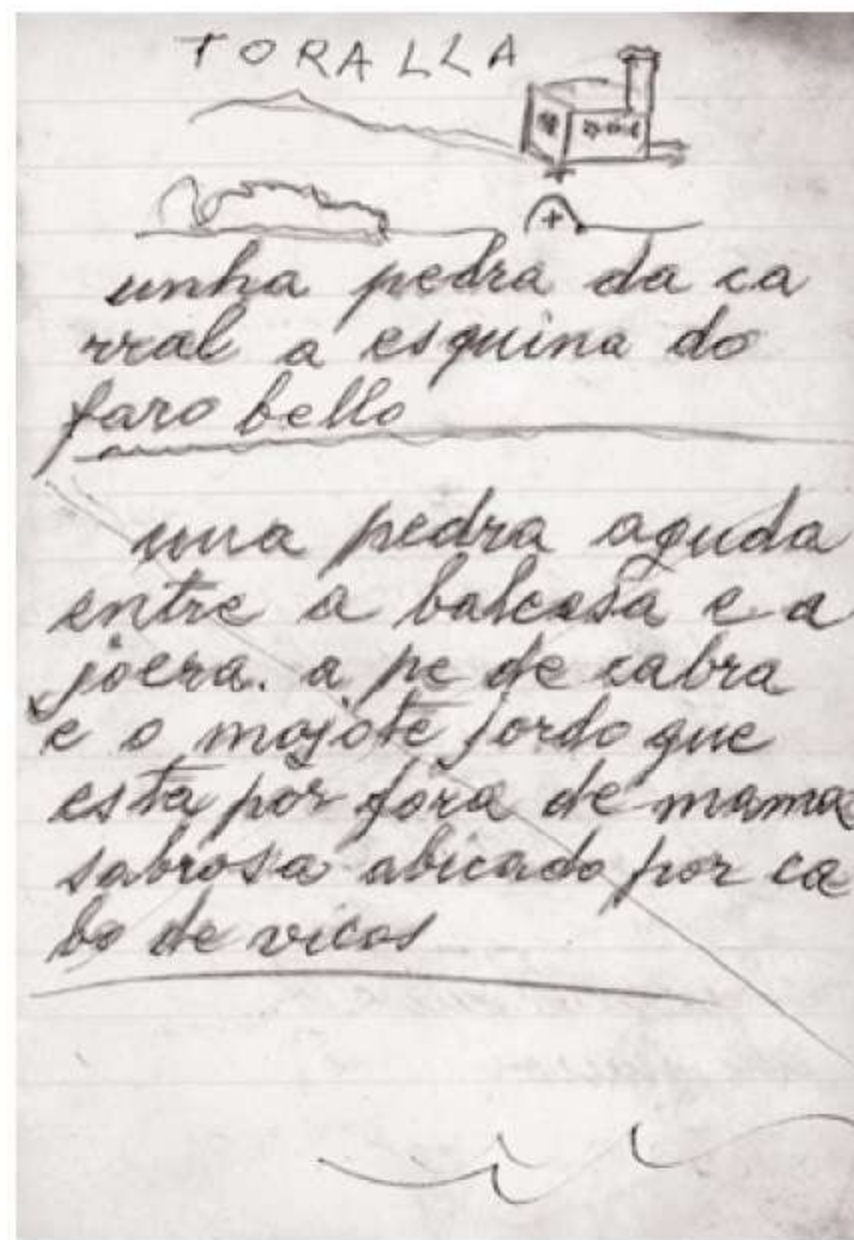 TORALLA
unha pedra da ca
rral a esquina do
faro bello
una pedra aguda
entre a balcosa e a
joera. a pe de cabra
e o mojote jordo que
esta por fora de mama
sabrosa abicado por ca
bo de vicos